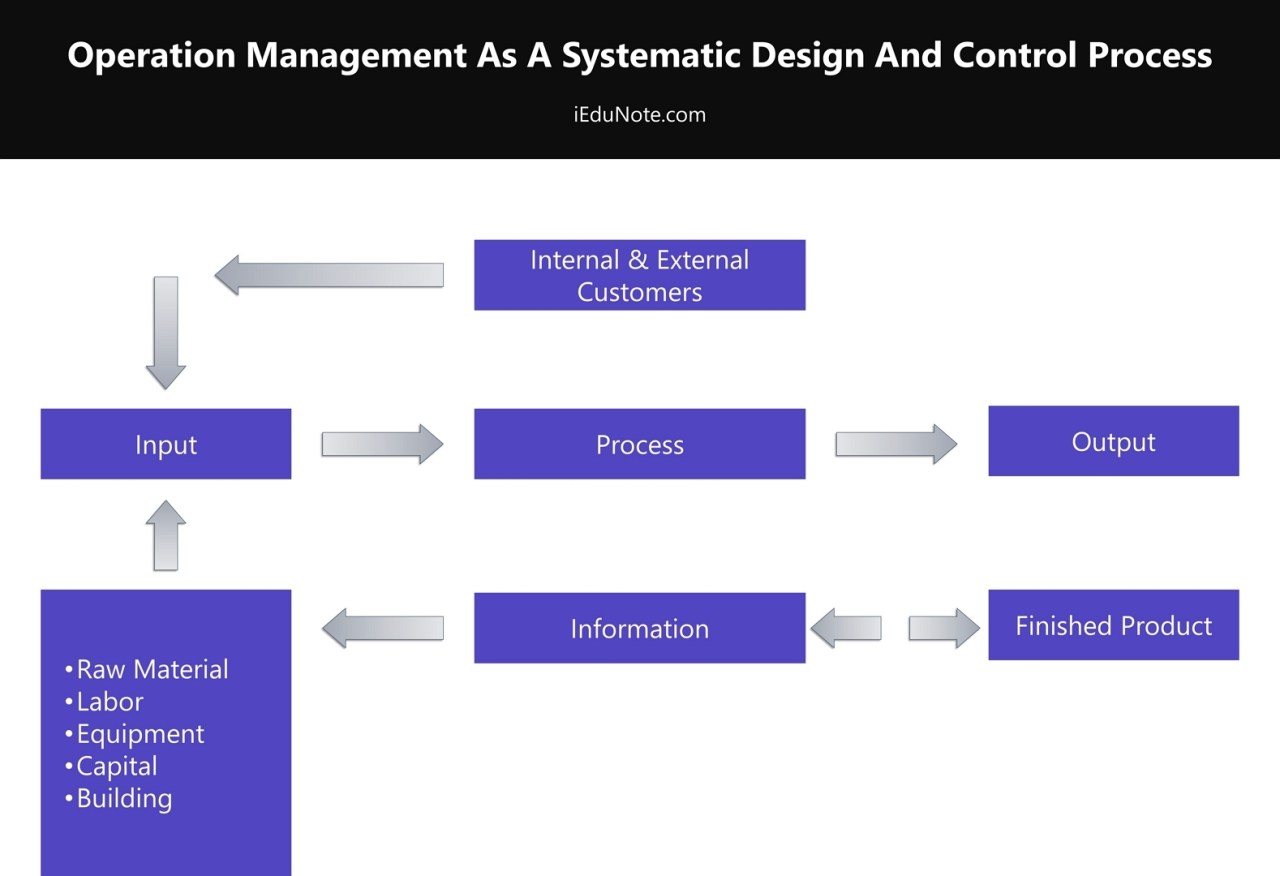 Operation Management As A Systematic Design And Control Process
iEduNote.com
Internal & External
Customers
Input
Process
Output
Information
Finished Product
•Raw Material
•Labor
•Equipment
•Capital
•Building